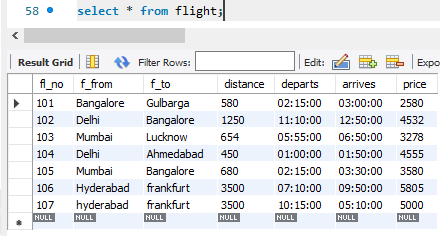 58 select * from flight;
Result Grid Filter Rows: Edit: Expor
fl_no f_from f_to distance departs arrives price
101 Bangalore Gulbarga 580 02:15:00 03:00:00 2580
102 Delhi Bangalore 1250 11:10:00 12:50:00 4532
103 Mumbai Lucknow 654 05:55:00 06:50:00 3278
104 Delhi Ahmedabad 450 01:00:00 01:50:00 4555
105 Mumbai Bangalore 680 02:15:00 03:30:00 3580
106 Hyderabad frankfurt 3500 07:10:00 09:50:00 5805
107 hyderabad frankfurt 3500 10:15:00 05:10:00 5000
NULL NULL NULL NULL NULL NULL NULL